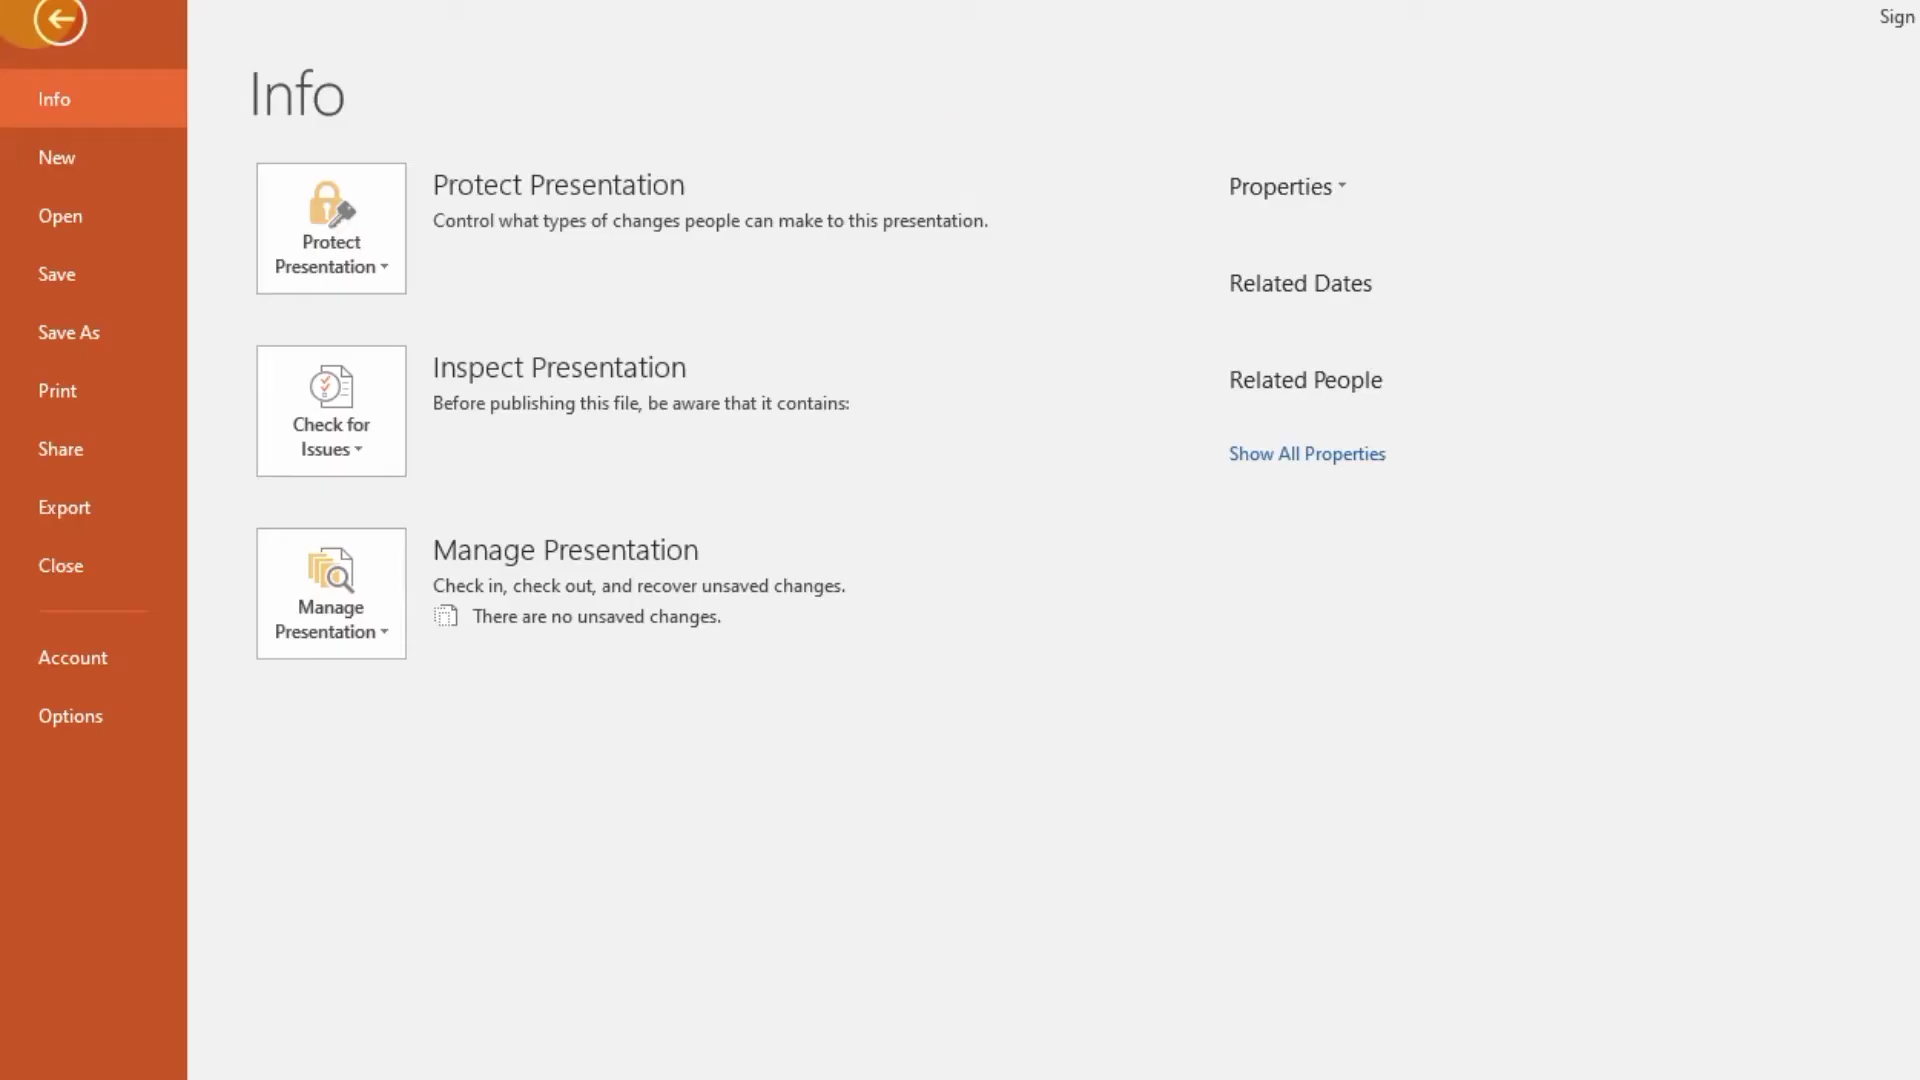 Sign
Info
New
Open
Save
Save As
Print
Share
Export
Close
Account
Options
Info
Protect
Presentation
Protect Presentation
Control what types of changes people can make to this presentation.
Check for
Issues
Inspect Presentation
Before publishing this file, be aware that it contains:
Manage
Presentation
Manage Presentation
Check in, check out, and recover unsaved changes.
There are no unsaved changes.
Properties
Related Dates
Related People
Show All Properties